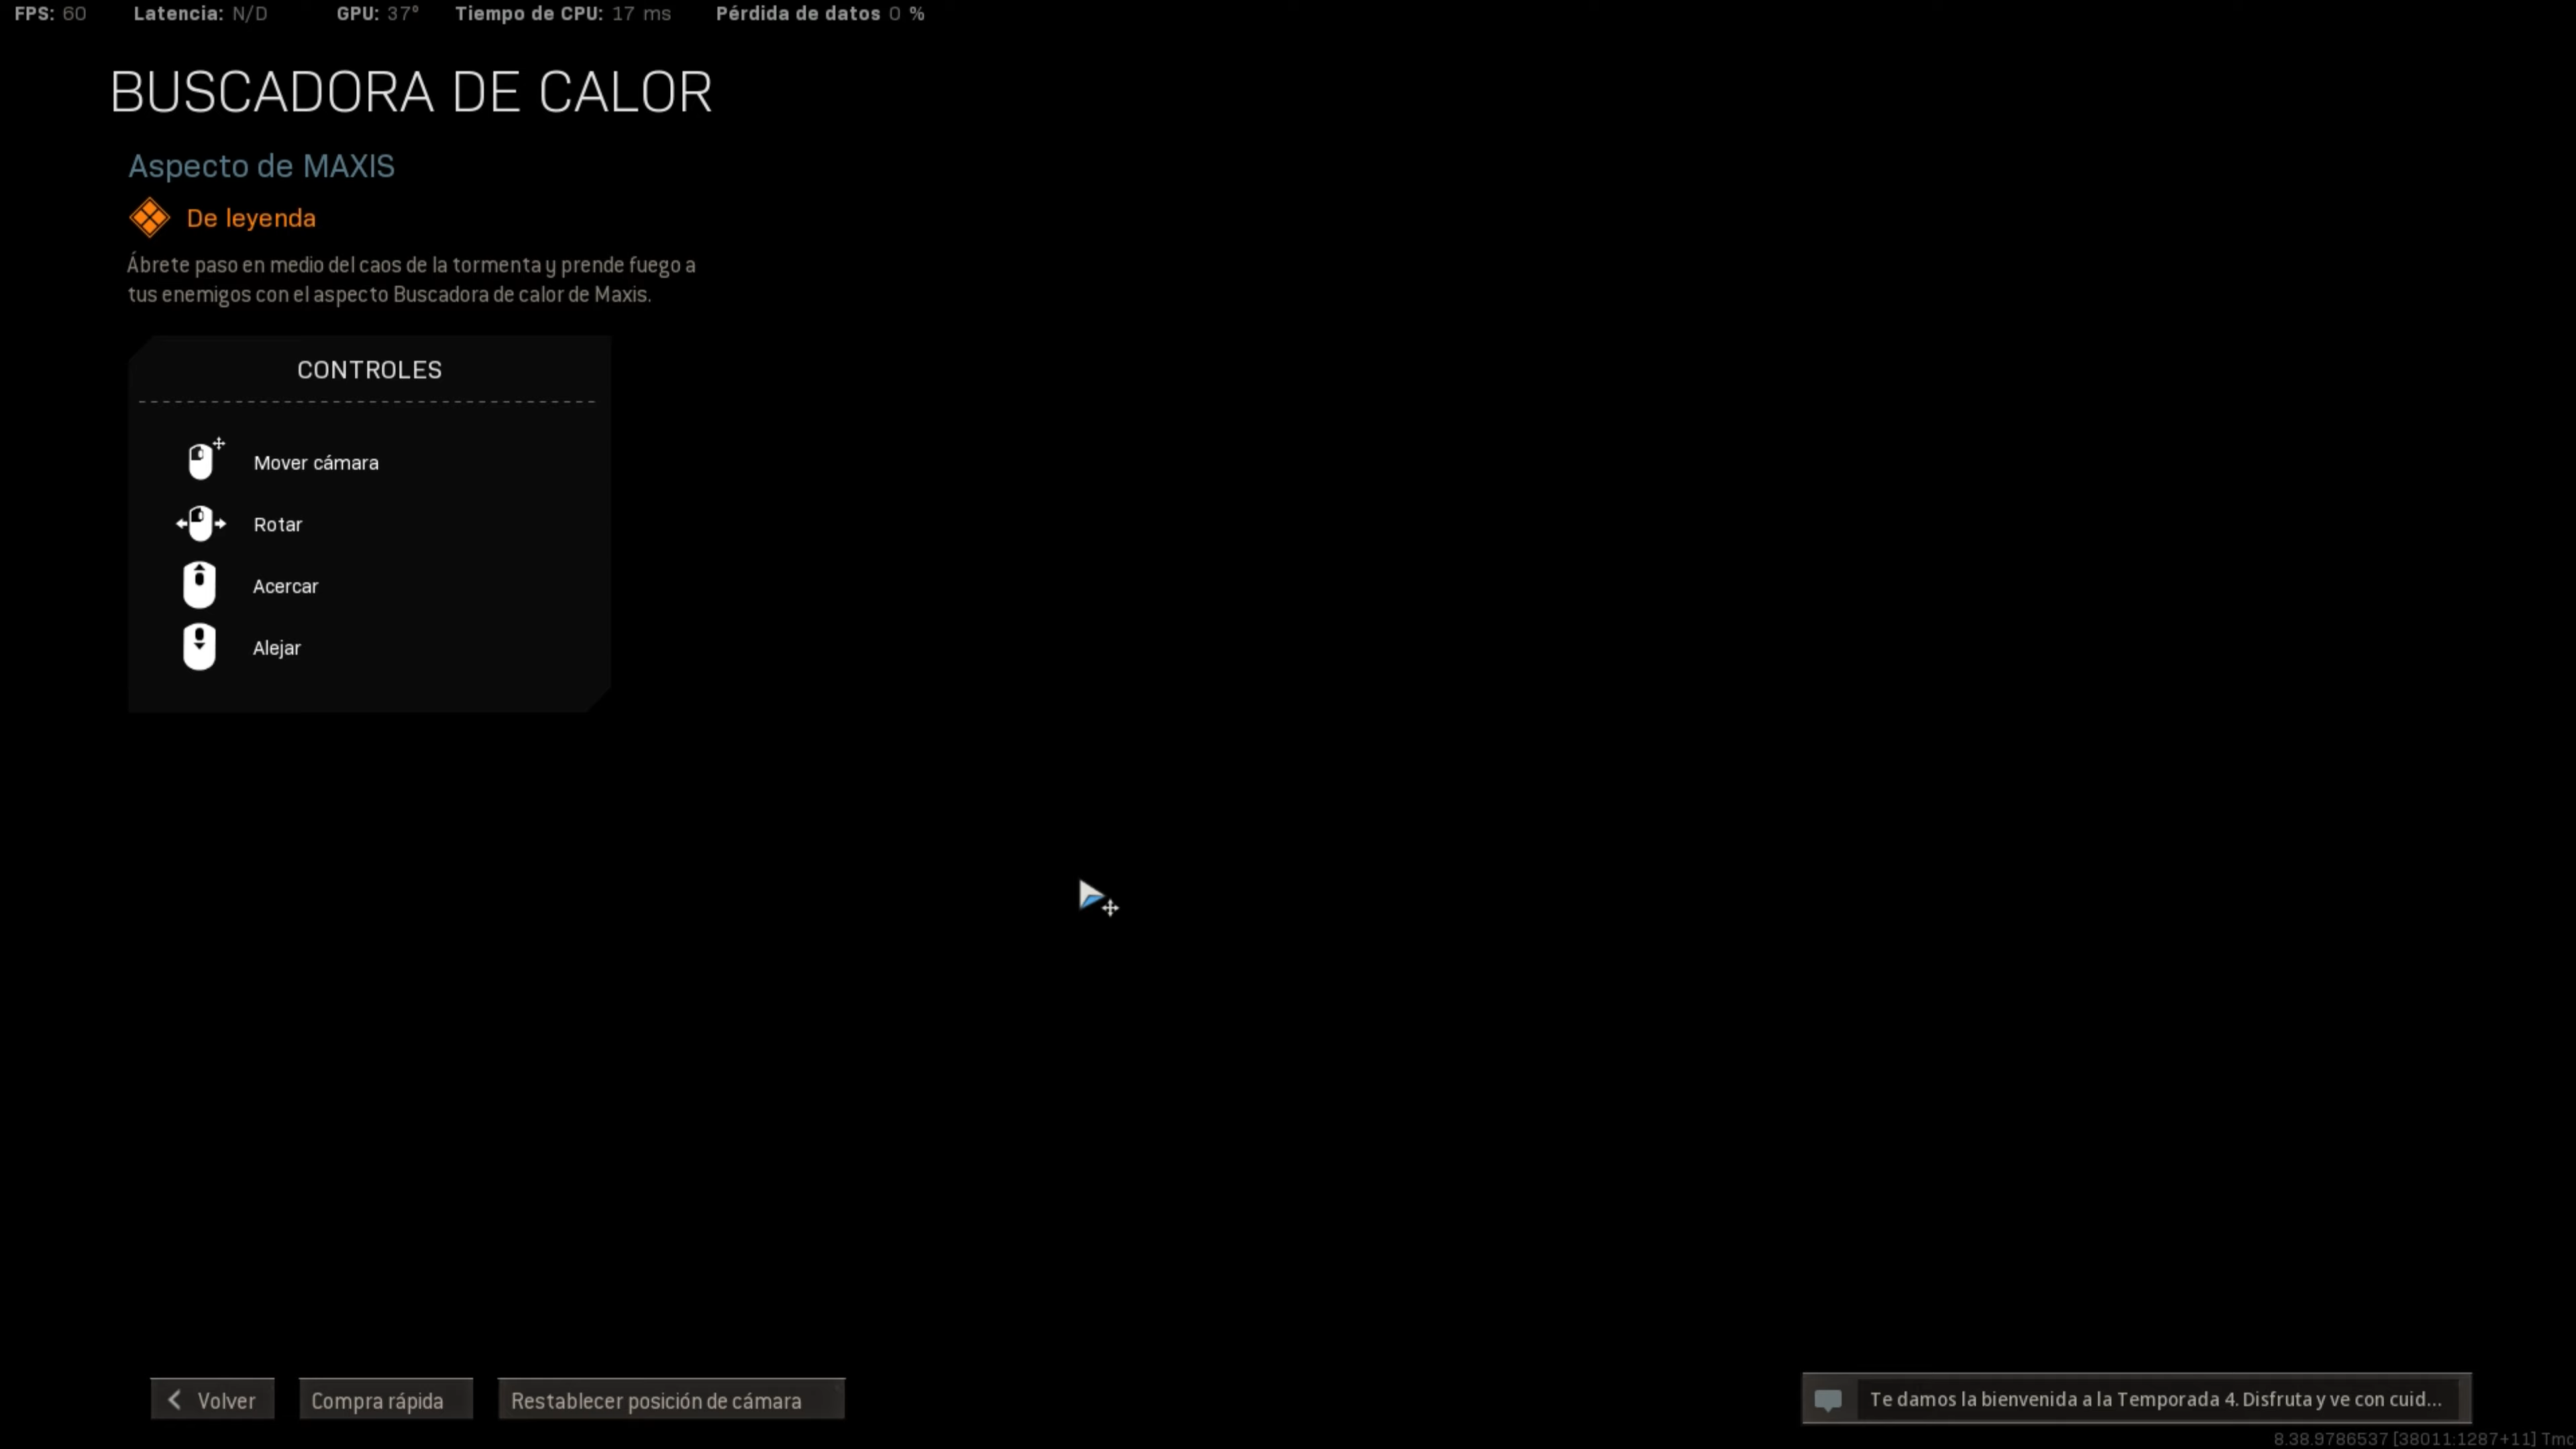 FPS: 60 Latencia: N/D GPU: 37° Tiempo de CPU: 17 ms Pérdida de datos 0 %
BUSCADORA DE CALOR
Aspecto de MAXIS
De leyenda
Ábrete paso en medio del caos de la tormenta y prende fuego a
tus enemigos con el aspecto Buscadora de calor de Maxis.
CONTROLES
Mover cámara
Rotar
Acercar
Alejar
Volver Compra rápida Restablecer posición de cámara
Te damos la bienvenida a la Temporada 4. Disfruta y ve con cuid...
8.38.9786537 [38011:1287+11] Tmc